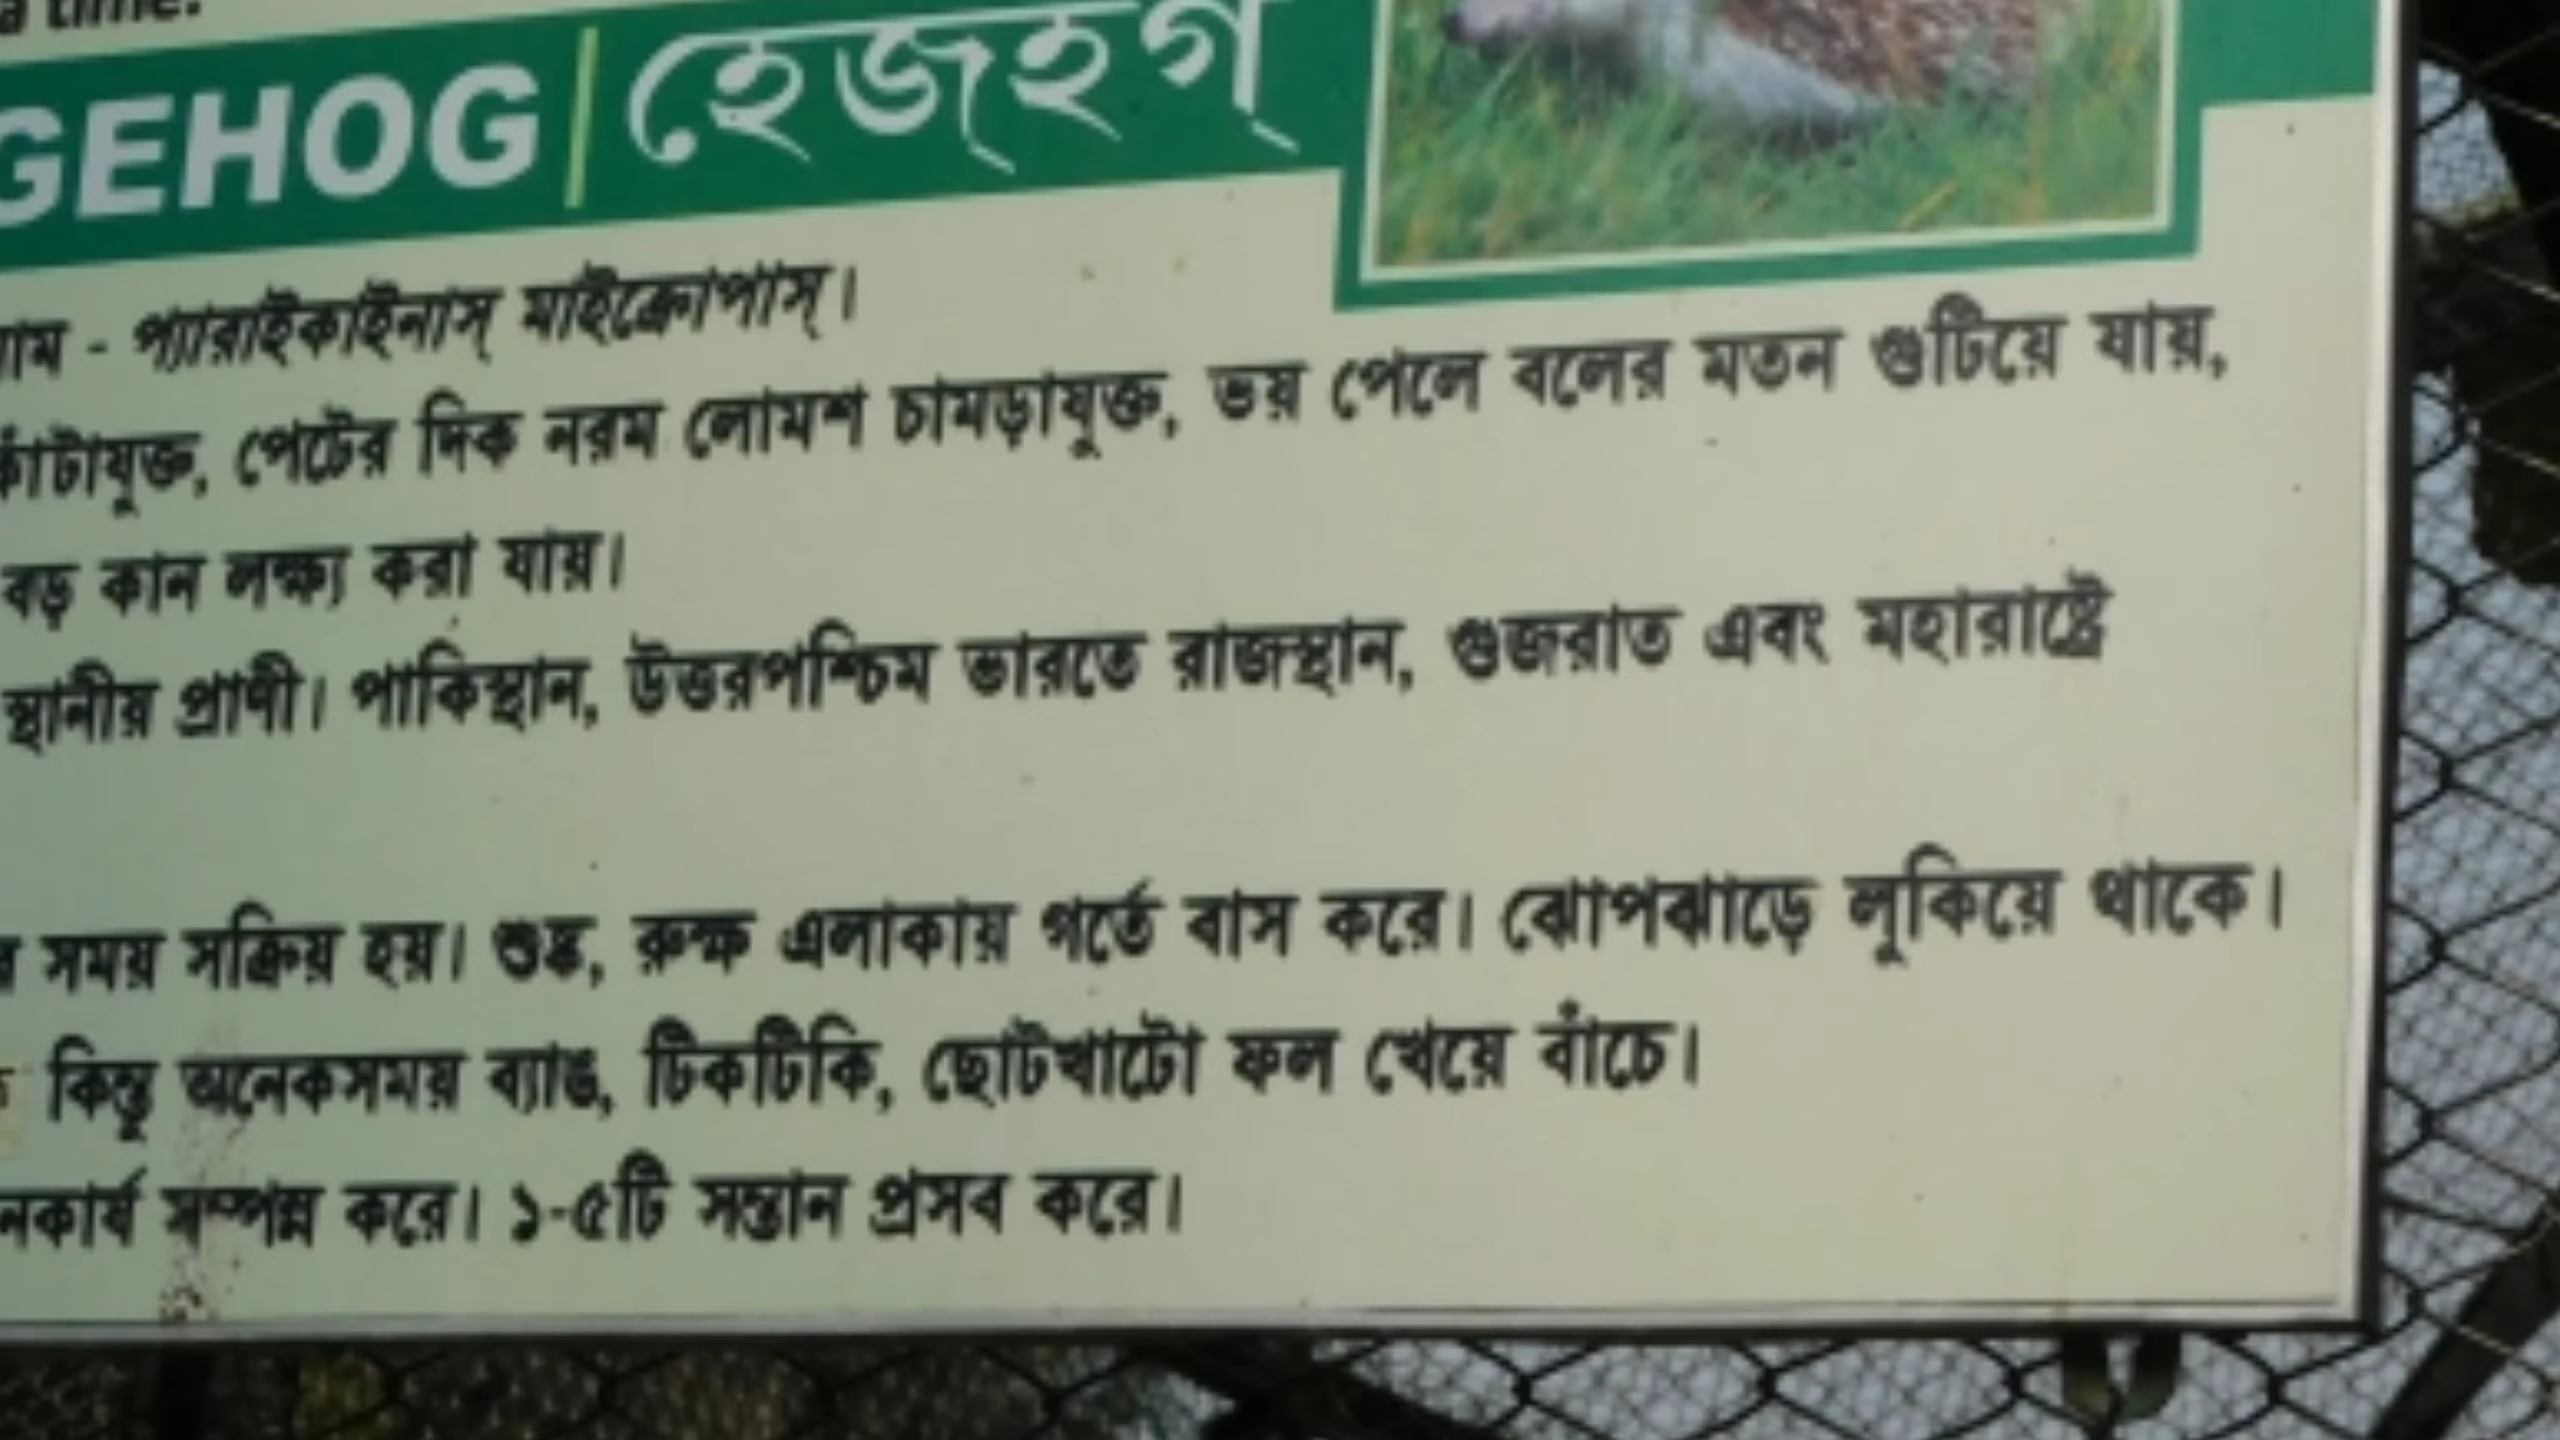 a time.
GEHOG | হেজ্হগ্
নাম - প্যারাইকাইনাস্ মাইক্রোপাস্।
কাঁটাযুক্ত, পেটের দিক নরম লোমশ চামড়াযুক্ত, ভয় পেলে বলের মতন গুটিয়ে যায়,
বড় কান লক্ষ্য করা যায়।
স্থানীয় প্রাণী। পাকিস্থান, উত্তরপশ্চিম ভারতে রাজস্থান, গুজরাত এবং মহারাষ্ট্রে
সময় সক্রিয় হয়। শুষ্ক, রুক্ষ এলাকায় গর্তে বাস করে। ঝোপঝাড়ে লুকিয়ে থাকে।
কিন্তু অনেকসময় ব্যাঙ, টিকটিকি, ছোটখাটো ফল খেয়ে বাঁচে।
নকার্য সম্পন্ন করে। ১-৫টি সন্তান প্রসব করে।